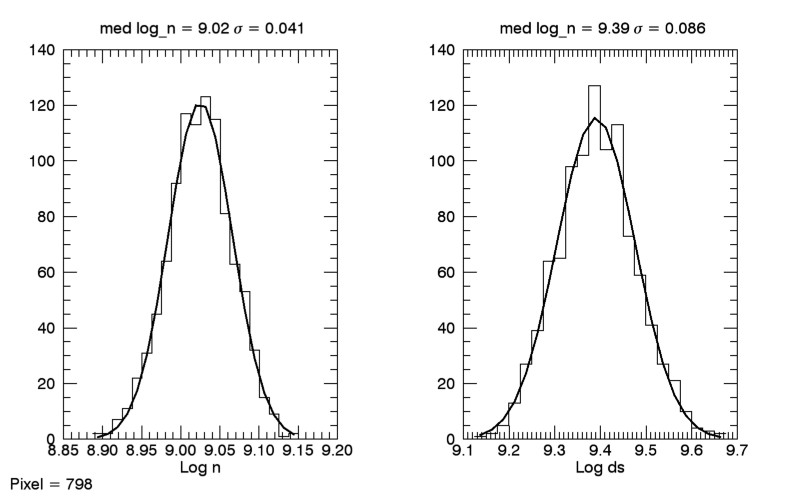 med log_n = 9.02 σ = 0.041
med log_n = 9.39 σ = 0.086
140
120
100
80
60
40
20
0
8.85 8.90 8.95 9.00 9.05 9.10 9.15 9.20
Log n
140
120
100
80
60
40
20
0
9.1 9.2 9.3 9.4 9.5 9.6 9.7
Log ds
Pixel = 798